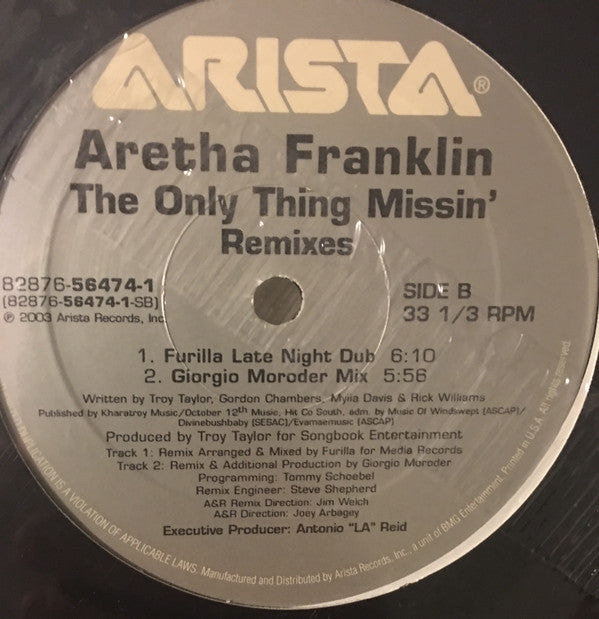 ARISTA®
Aretha Franklin
The Only Thing Missin'
Remixes
82876-56474-1
(82876-56474-1-SB)
℗ 2003 Arista Records, Inc.
SIDE B
33 1/3 RPM
1. Furilla Late Night Dub 6:10
2. Giorgio Moroder Mix 5:56
Written by Troy Taylor, Gordon Chambers, Myiia Davis & Rick Williams
Published by Kharatroy Music/October 12th Music, Hit Co South, adm. by Music Of Windswept (ASCAP)/
Divinebushbaby (SESAC)/Evamaemusic (ASCAP)
Produced by Troy Taylor for Songbook Entertainment
Track 1: Remix Arranged & Mixed by Furilla for Media Records
Track 2: Remix & Additional Production by Giorgio Moroder
Programming: Tommy Schoebel
Remix Engineer: Steve Shepherd
A&R Remix Direction: Jim Welch
A&R Direction: Joey Arbagey
Executive Producer: Antonio "LA" Reid
DUPLICATION IS A VIOLATION OF APPLICABLE LAWS. Manufactured and Distributed by Arista Records, Inc., a unit of BMG Entertainment. Printed in U.S.A. All rights reserved.